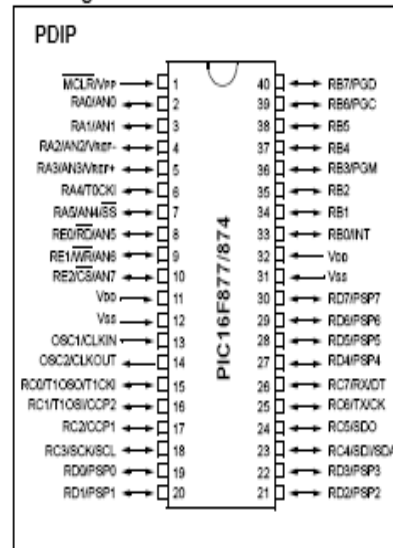 PDIP
MCLR/VPP 1 40 RB7/PGD
RA0/AN0 2 39 RB6/PGC
RA1/AN1 3 38 RB5
RA2/AN2/VREF- 4 37 RB4
RA3/AN3/VREF+ 5 36 RB3/PGM
RA4/T0CKI 6 35 RB2
RA5/AN4/SS 7 34 RB1
RE0/RD/AN5 8 33 RB0/INT
RE1/WR/AN6 9 32 VDD
RE2/CS/AN7 10 31 VSS
VDD 11 30 RD7/PSP7
VSS 12 29 RD6/PSP6
OSC1/CLKIN 13 28 RD5/PSP5
OSC2/CLKOUT 14 27 RD4/PSP4
RC0/T1OSO/T1CKI 15 26 RC7/RX/DT
RC1/T1OSI/CCP2 16 25 RC6/TX/CK
RC2/CCP1 17 24 RC5/SDO
RC3/SCK/SCL 18 23 RC4/SDI/SDA
RD0/PSP0 19 22 RD3/PSP3
RD1/PSP1 20 21 RD2/PSP2
PIC16F877/874